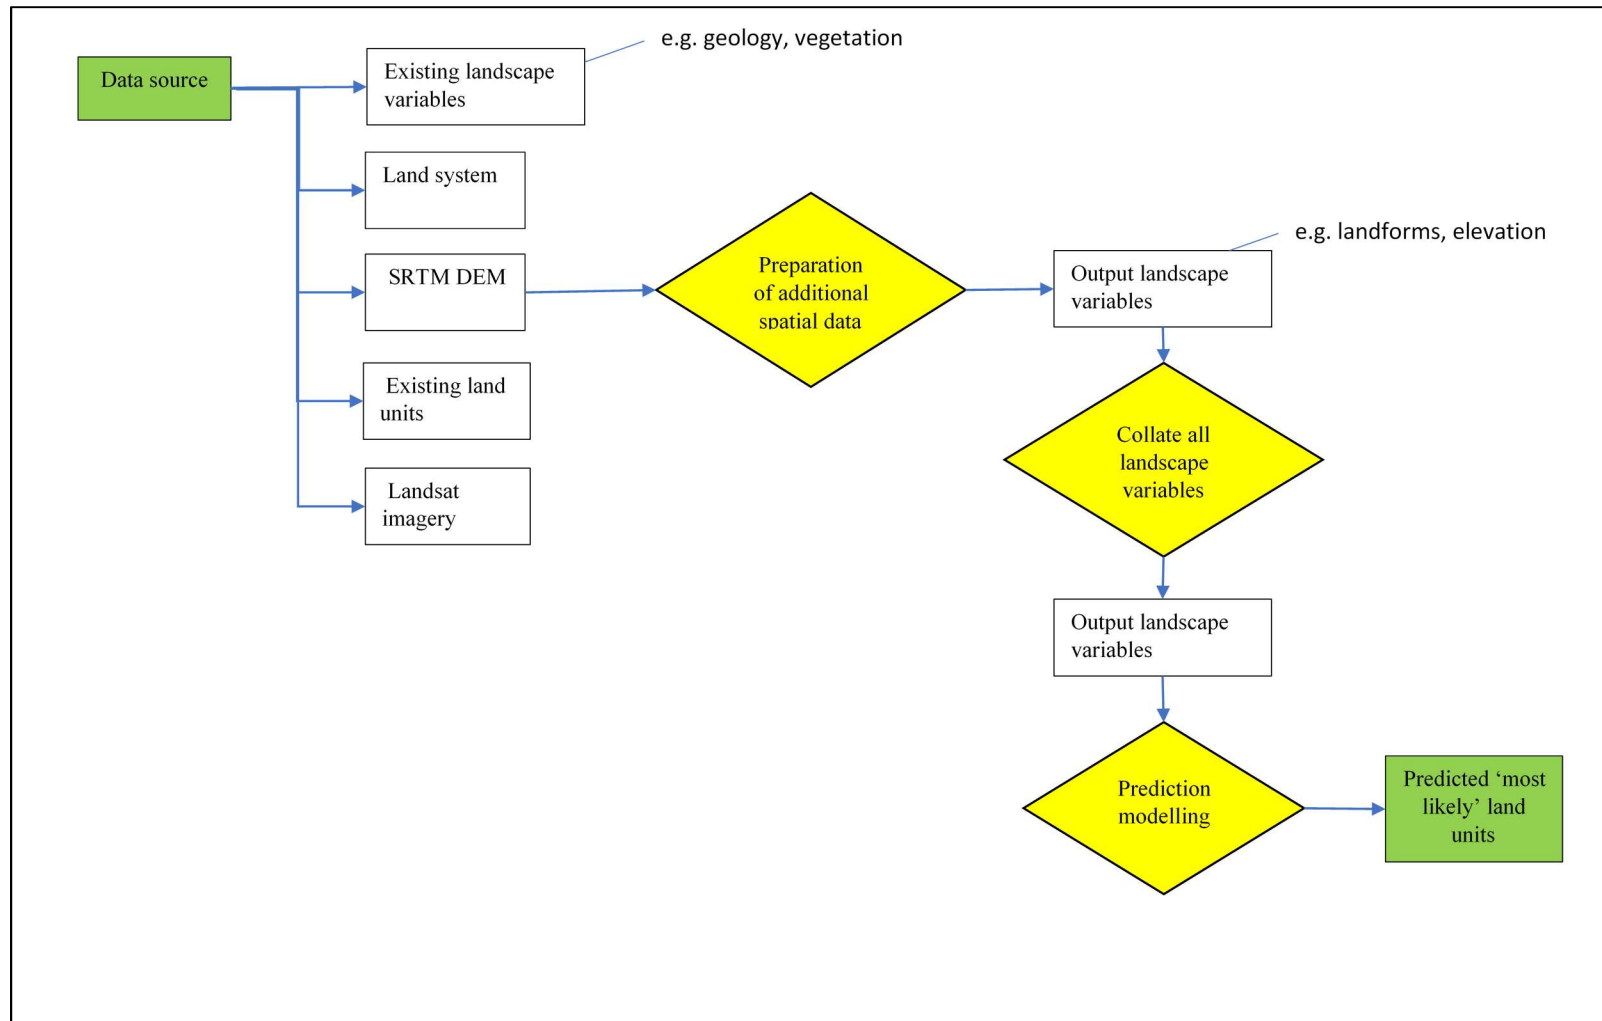 e.g. geology, vegetation
Data source
Existing landscape
variables
Land system
SRTM DEM
Existing land
units
Landsat
imagery
Preparation
of additional
spatial data
e.g. landforms, elevation
Output landscape
variables
Collate all
landscape
variables
Output landscape
variables
Prediction
modelling
Predicted ‘most
likely’ land
units